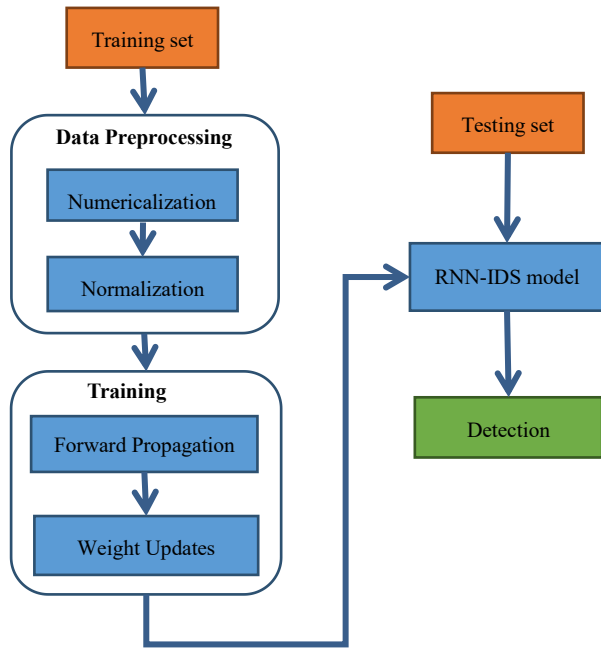 Training set
Data Preprocessing
Numericalization
Normalization
Training
Forward Propagation
Weight Updates
Testing set
RNN-IDS model
Detection